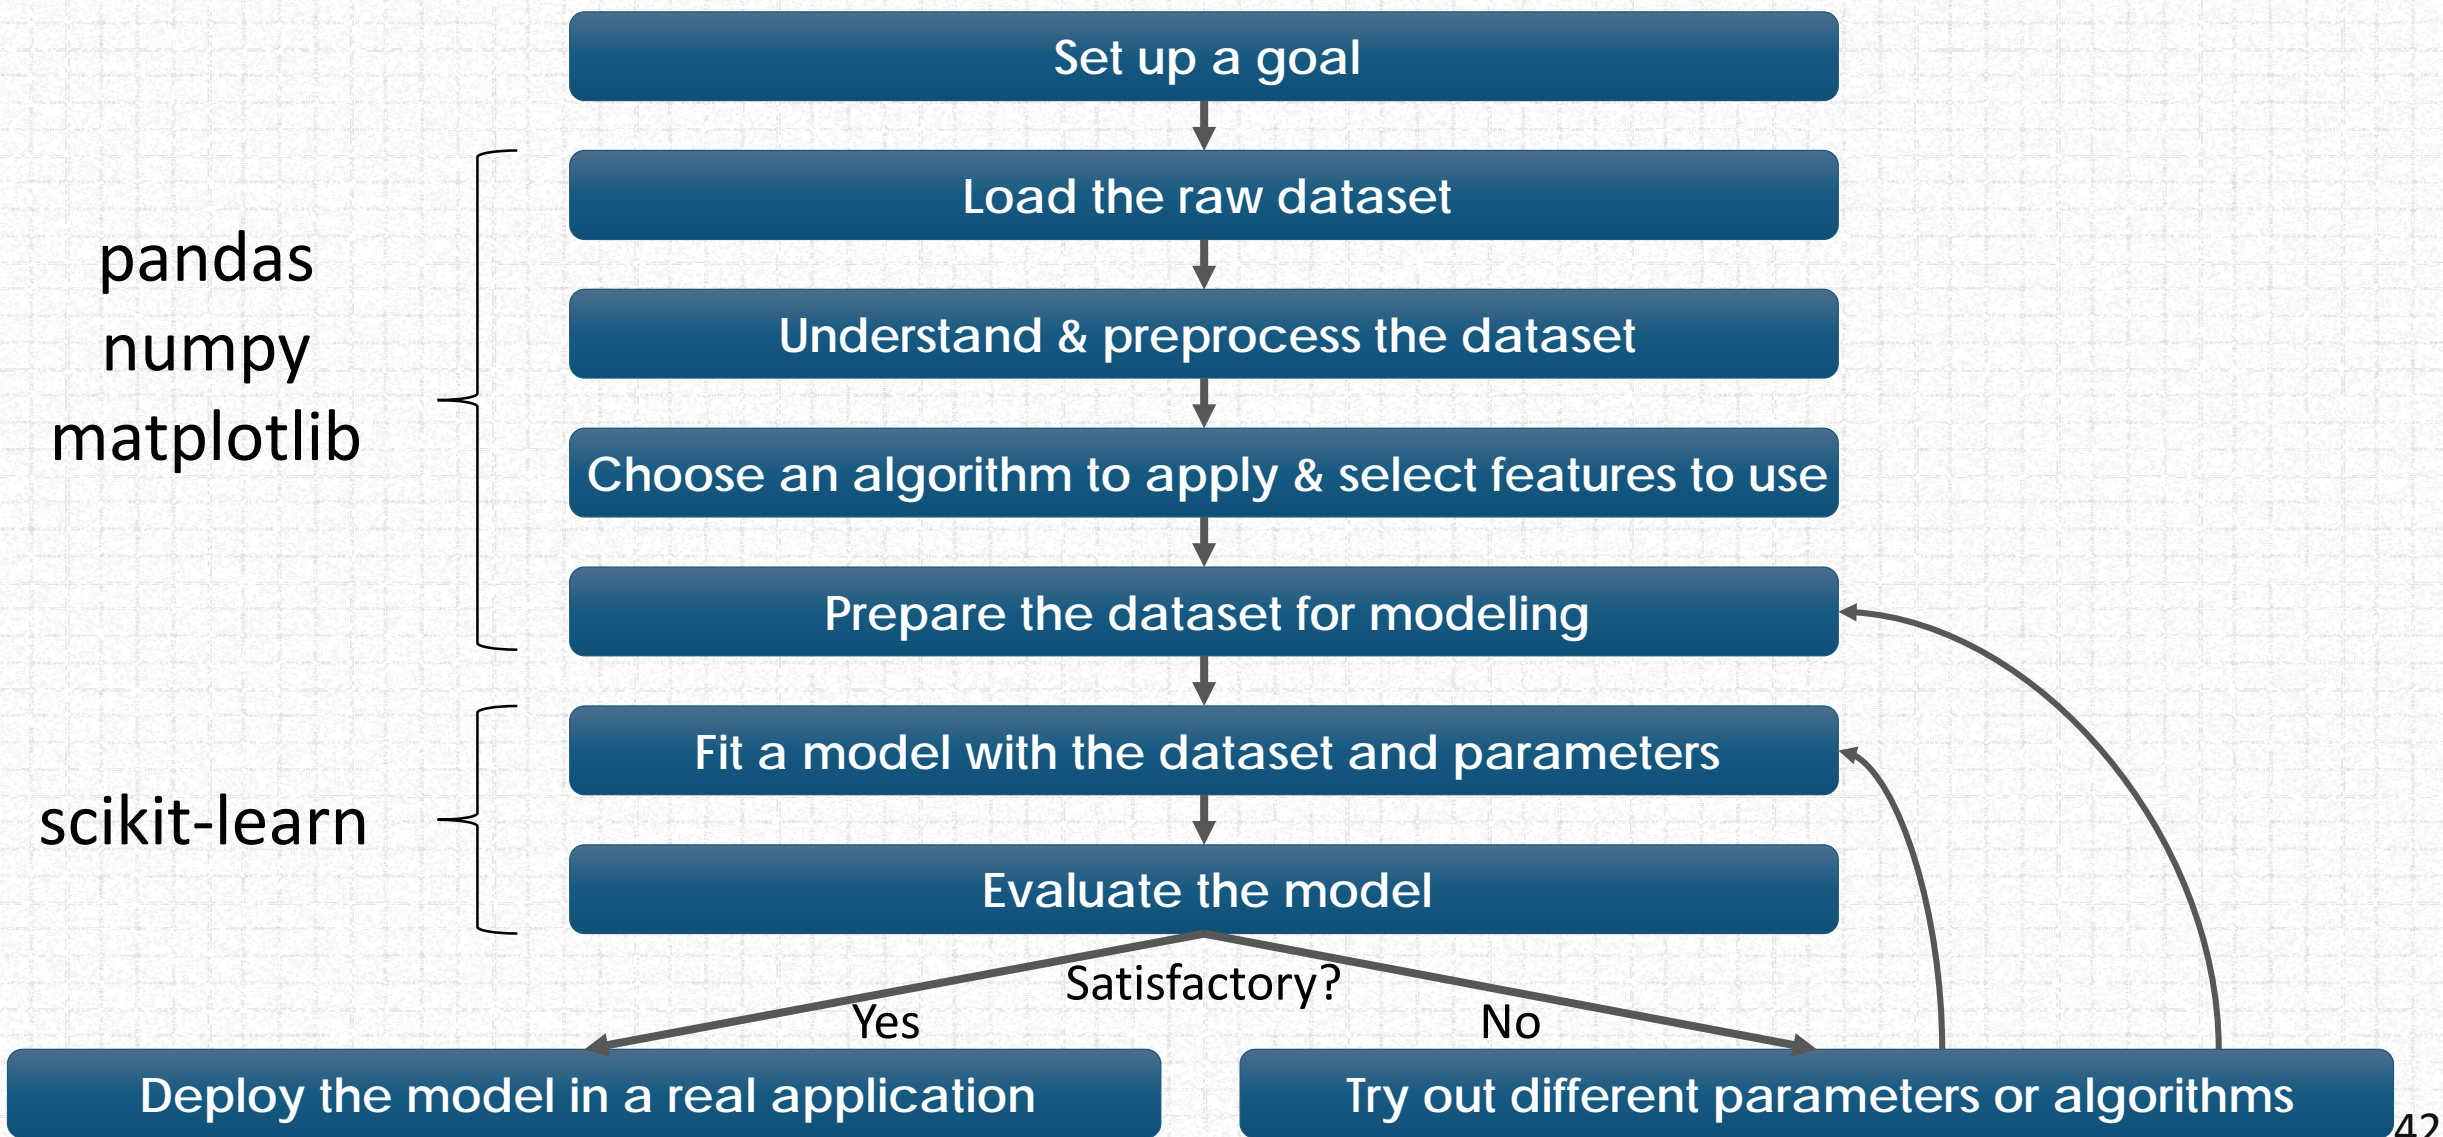 Set up a goal
Load the raw dataset
pandas
numpy
matplotlib
Understand & preprocess the dataset
Choose an algorithm to apply & select features to use
Prepare the dataset for modeling
Fit a model with the dataset and parameters
scikit-learn
Evaluate the model
Satisfactory?
Yes
No
Deploy the model in a real application
Try out different parameters or algorithms
42